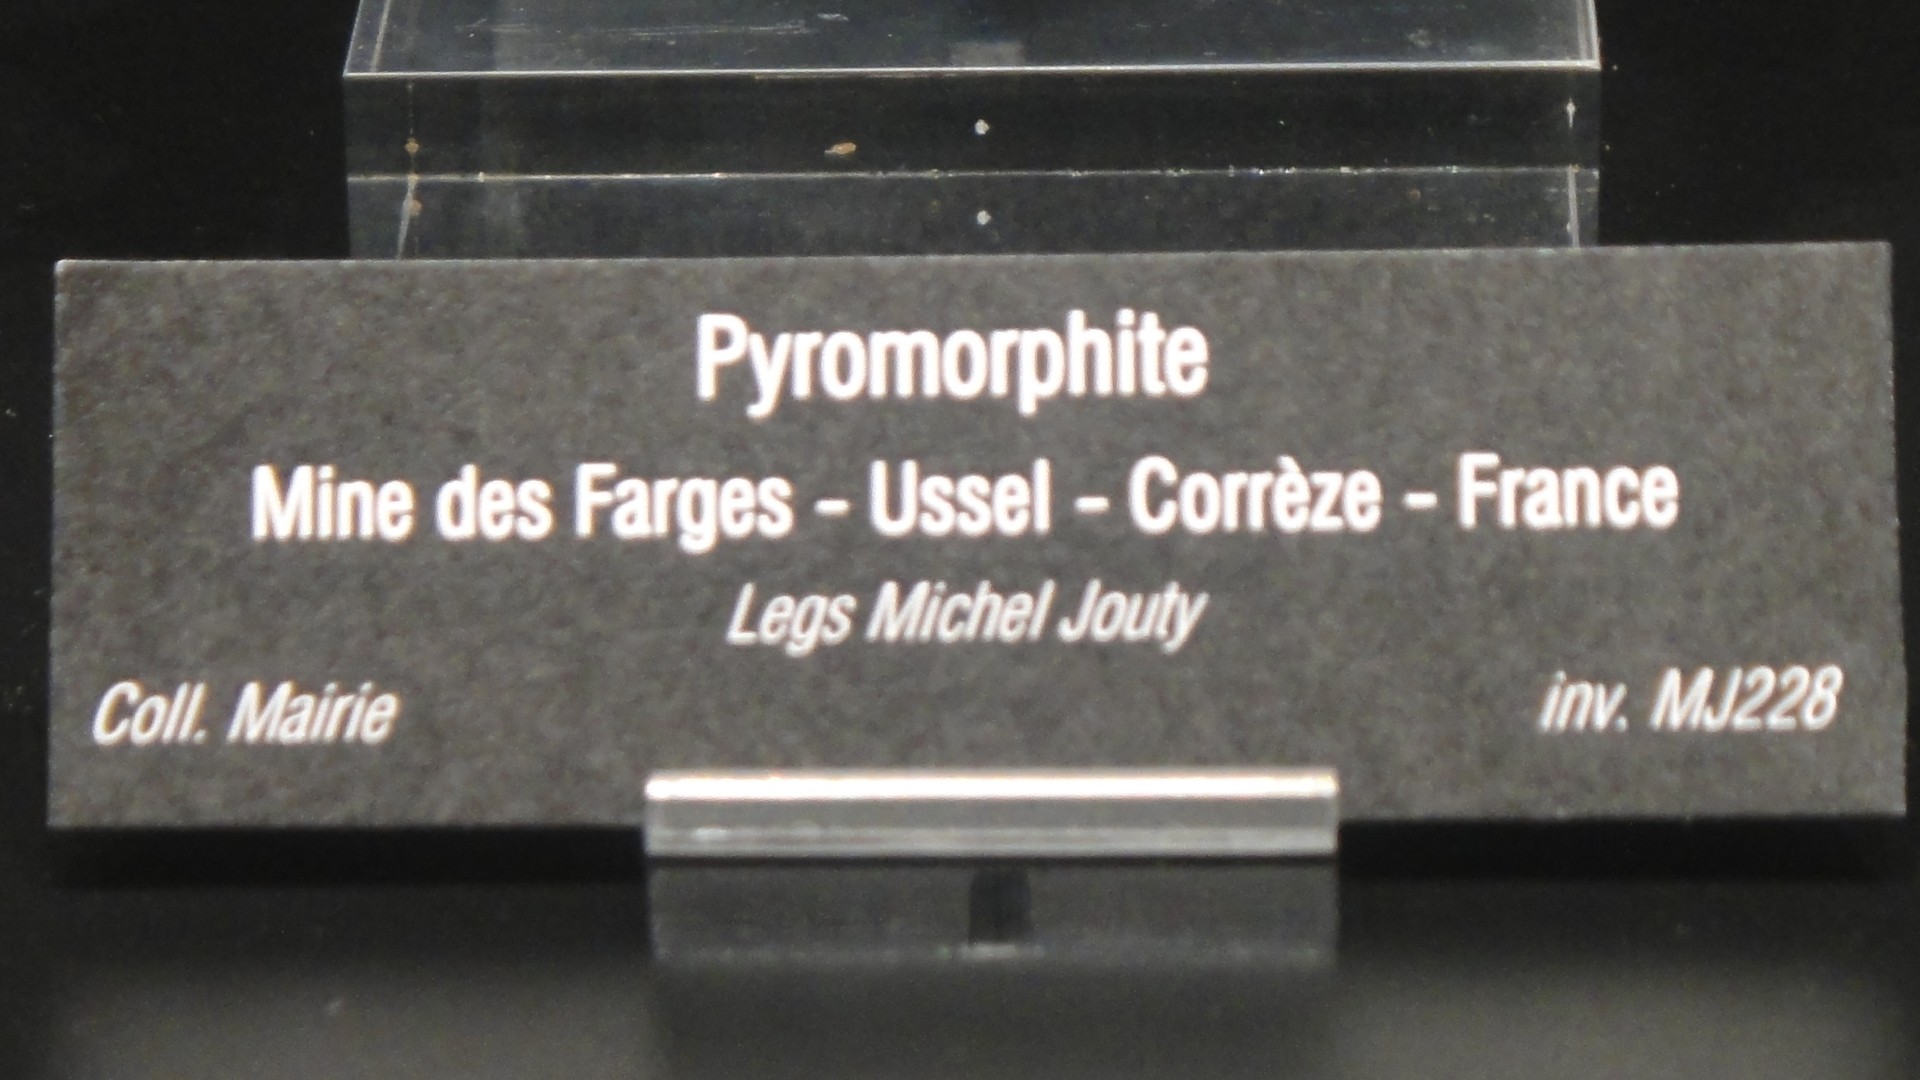 Pyromorphite
Mine des Farges - Ussel - Corrèze - France
Legs Michel Jouty
Coll. Mairie
inv. MJ228